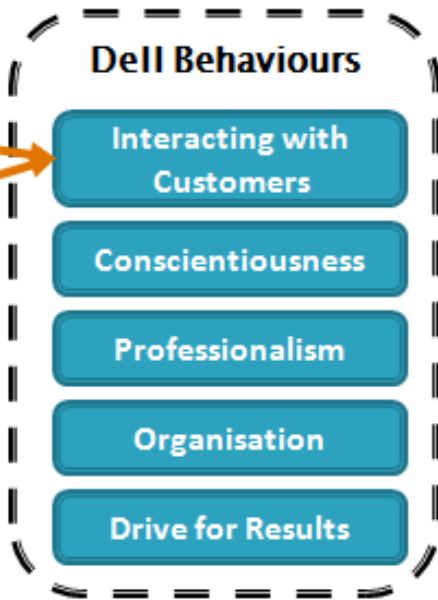 Dell Behaviours
Interacting with
Customers
Conscientiousness
Professionalism
Organisation
Drive for Results